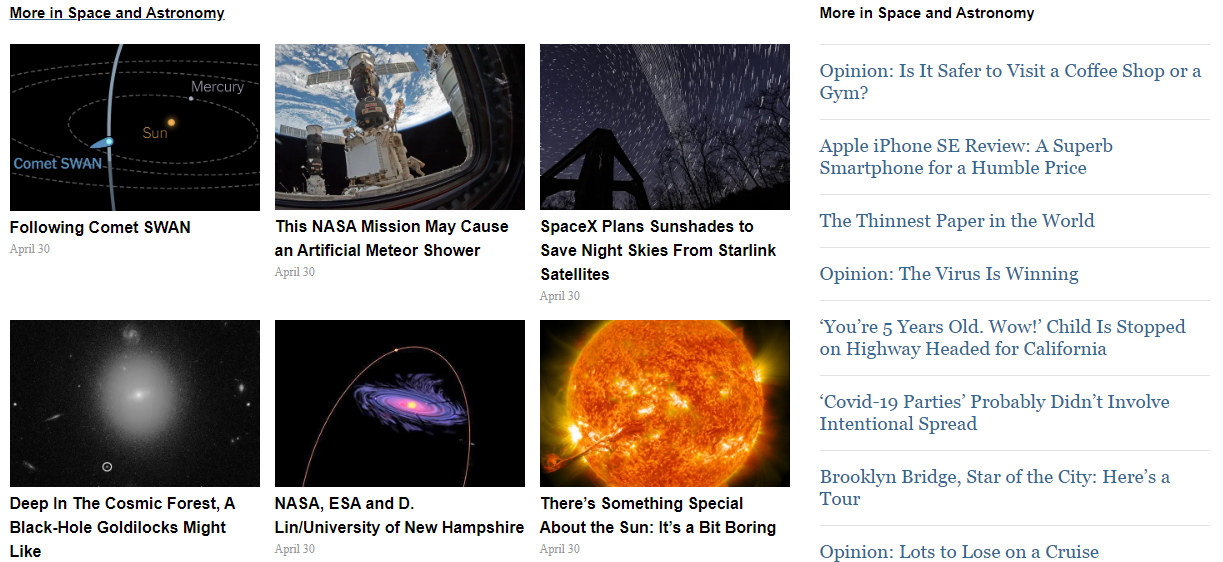 More in Space and Astronomy
Mercury
Sun
Comet SWAN
Following Comet SWAN
April 30
This NASA Mission May Cause
an Artificial Meteor Shower
April 30
SpaceX Plans Sunshades to
Save Night Skies From Starlink
Satellites
April 30
Deep In The Cosmic Forest, A
Black-Hole Goldilocks Might
Like
NASA, ESA and D.
Lin/University of New Hampshire
April 30
There’s Something Special
About the Sun: It’s a Bit Boring
April 30
More in Space and Astronomy
Opinion: Is It Safer to Visit a Coffee Shop or a
Gym?
Apple iPhone SE Review: A Superb
Smartphone for a Humble Price
The Thinnest Paper in the World
Opinion: The Virus Is Winning
‘You’re 5 Years Old. Wow!’ Child Is Stopped
on Highway Headed for California
‘Covid-19 Parties’ Probably Didn’t Involve
Intentional Spread
Brooklyn Bridge, Star of the City: Here’s a
Tour
Opinion: Lots to Lose on a Cruise